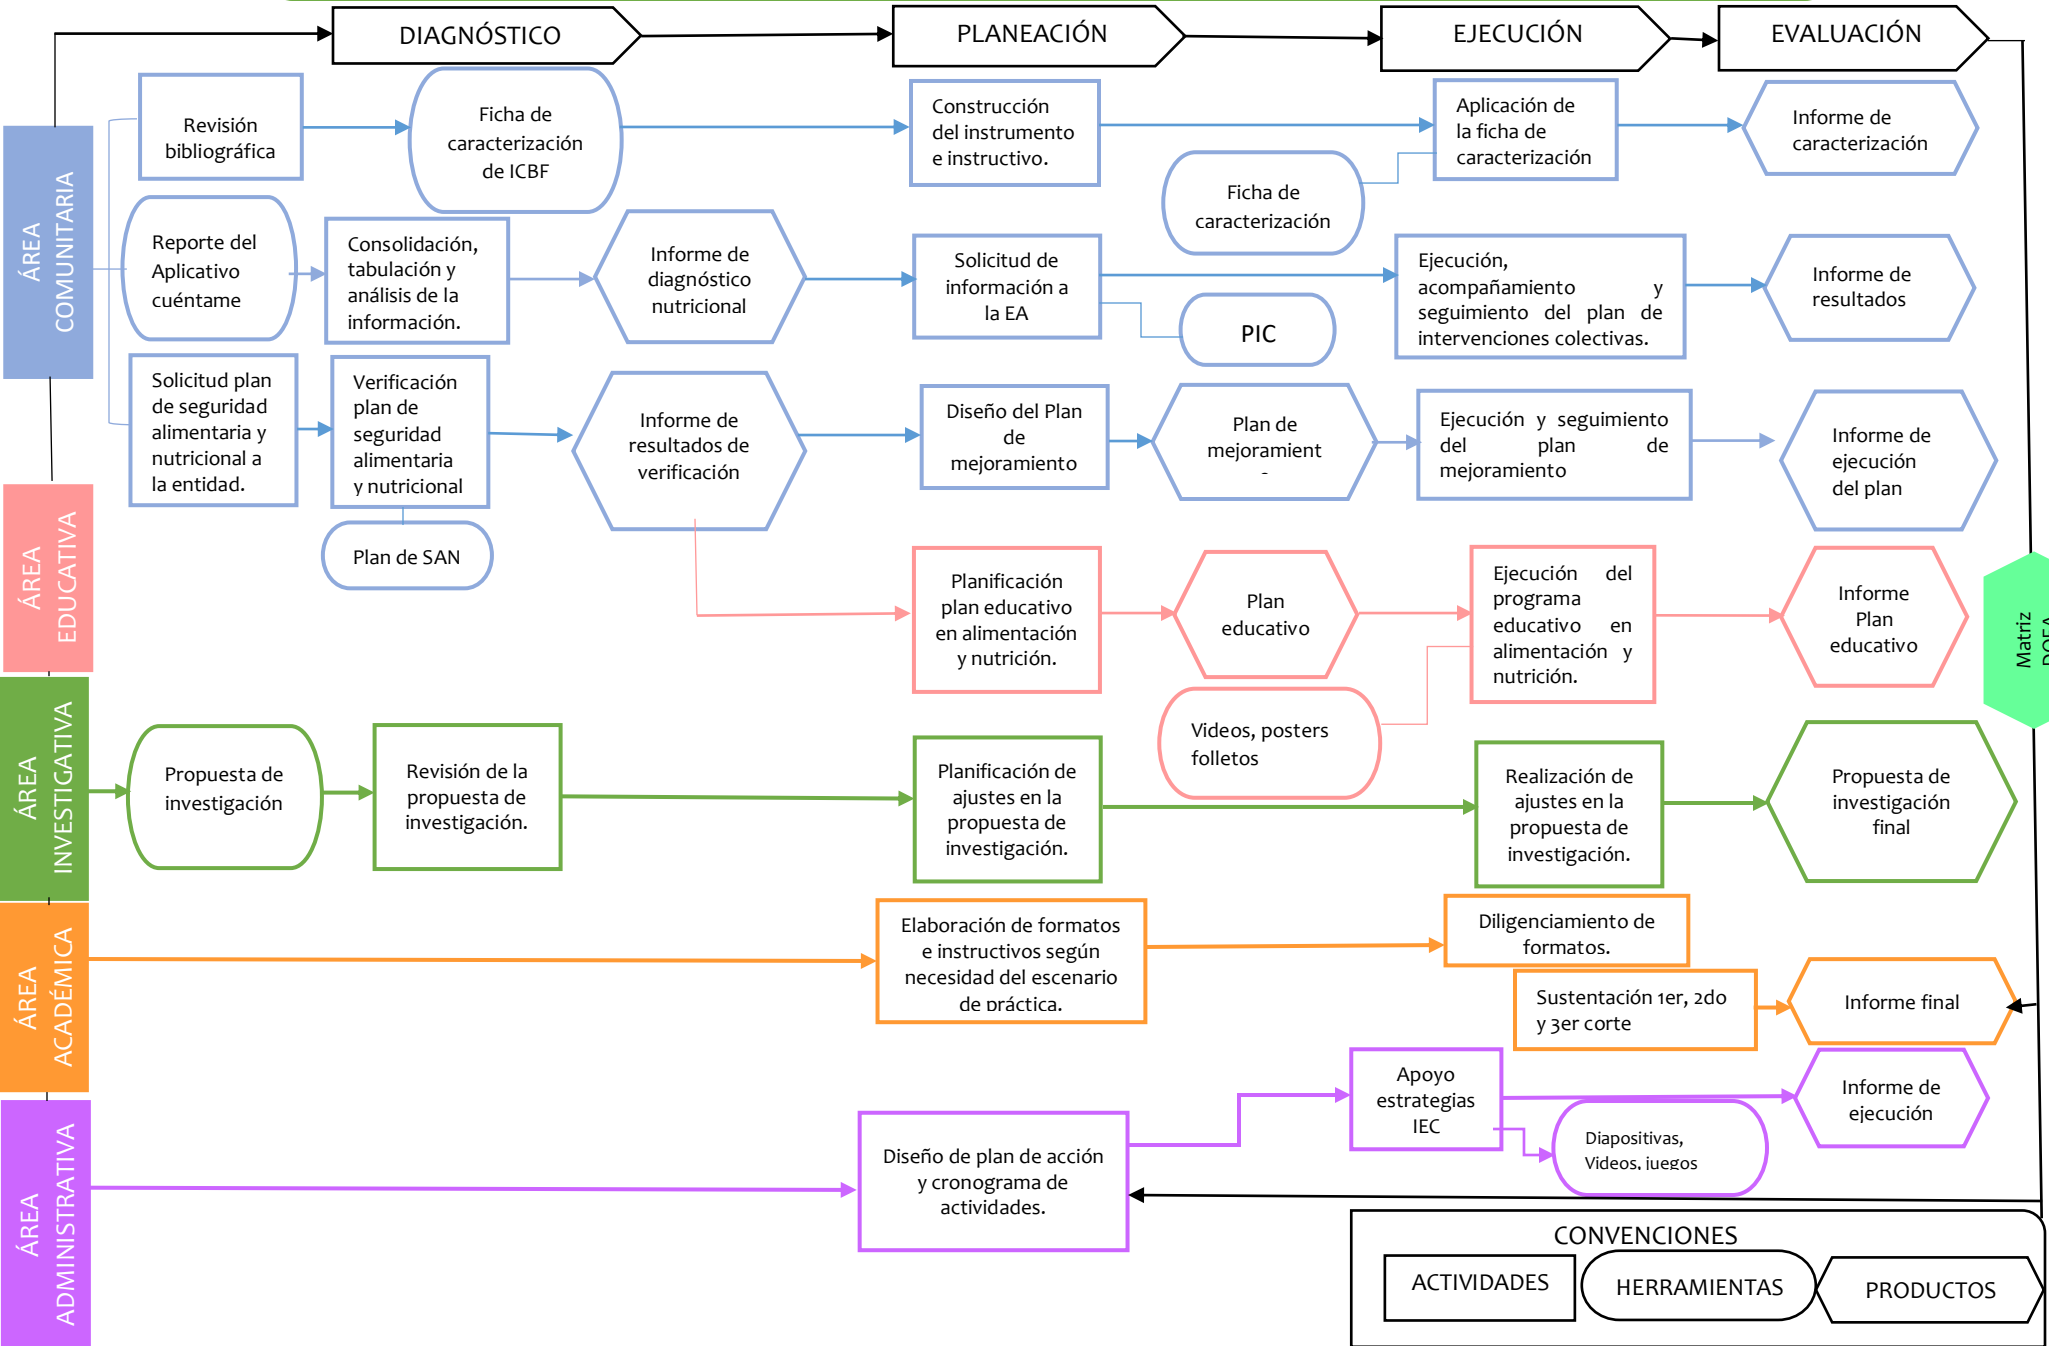 DIAGNÓSTICO
PLANEACIÓN
EJECUCIÓN
EVALUACIÓN
ÁREA
COMUNITARIA
Revisión
bibliográfica
Ficha de
caracterización
de ICBF
Construcción
del instrumento
e instructivo.
Ficha de
caracterización
Aplicación de
la ficha de
caracterización
Informe de
caracterización
Reporte del
Aplicativo
cuéntame
Consolidación,
tabulación y
análisis de la
información.
Informe de
diagnóstico
nutricional
Solicitud de
información a
la EA
PIC
Ejecución,
acompañamiento y
seguimiento del plan de
intervenciones colectivas.
Informe de
resultados
Solicitud plan
de seguridad
alimentaria y
nutricional a
la entidad.
Verificación
plan de
seguridad
alimentaria
y nutricional
Plan de SAN
Informe de
resultados de
verificación
Diseño del Plan
de
mejoramiento
Plan de
mejoramient
Ejecución y seguimiento
del plan de
mejoramiento
Informe de
ejecución
del plan
ÁREA
EDUCATIVA
Planificación
plan educativo
en alimentación
y nutrición.
Plan
educativo
Videos, posters
folletos
Ejecución del
programa
educativo en
alimentación y
nutrición.
Informe
Plan
educativo
Matriz
DOFA
ÁREA
INVESTIGATIVA
Propuesta de
investigación
Revisión de la
propuesta de
investigación.
Planificación de
ajustes en la
propuesta de
investigación.
Realización de
ajustes en la
propuesta de
investigación.
Propuesta de
investigación
final
ÁREA
ACADÉMICA
Elaboración de formatos
e instructivos según
necesidad del escenario
de práctica.
Diligenciamiento de
formatos.
Sustentación 1er, 2do
y 3er corte
Informe final
ÁREA
ADMINISTRATIVA
Diseño de plan de acción
y cronograma de
actividades.
Apoyo
estrategias
IEC
Diapositivas,
Videos, juegos
Informe de
ejecución
CONVENCIONES
ACTIVIDADES
HERRAMIENTAS
PRODUCTOS